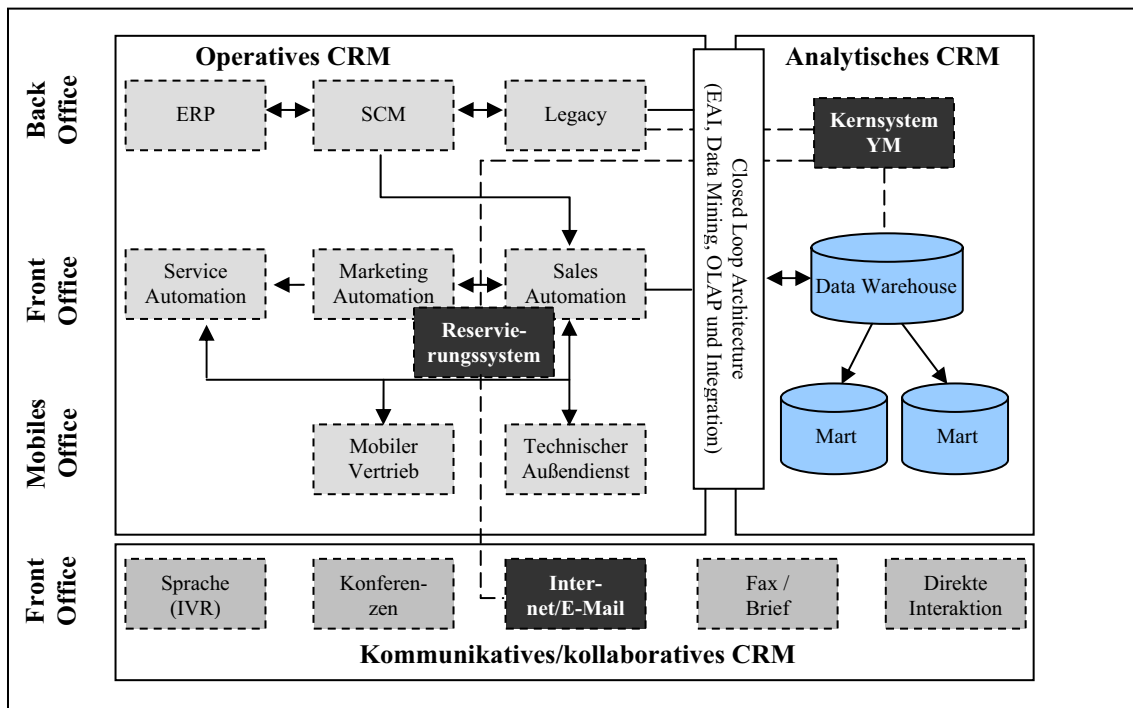 Operatives CRM
Analytisches CRM
Back
Office
ERP
SCM
Legacy
Kernsystem
YM
Closed Loop Architecture
(EAI, Data Mining, OLAP und Integration)
Front
Office
Service
Automation
Marketing
Automation
Sales
Automation
Data Warehouse
Reservie-
rungssystem
Mobiles
Office
Mobiler
Vertrieb
Technischer
Außendienst
Mart
Mart
Front
Office
Sprache
(IVR)
Konferen-
zen
Inter-
net/E-Mail
Fax /
Brief
Direkte
Interaktion
Kommunikatives/kollaboratives CRM